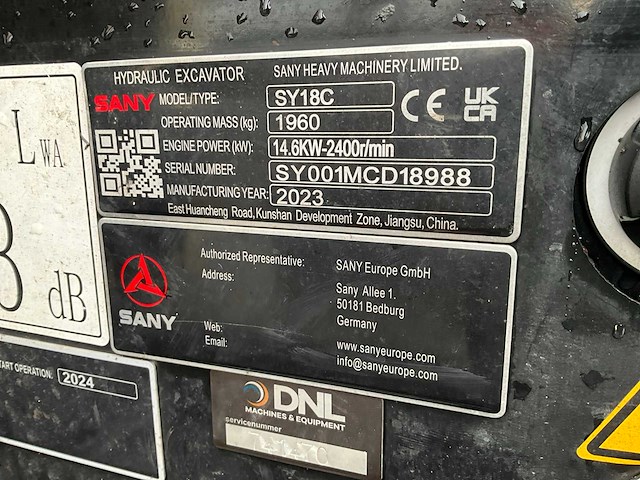 LWA
dB
START OPERATION: 2024
HYDRAULIC EXCAVATOR SANY HEAVY MACHINERY LIMITED.
SANY MODEL/TYPE: SY18C CE UKCA
OPERATING MASS (kg): 1960
ENGINE POWER (kW): 14.6KW-2400r/min
SERIAL NUMBER: SY001MCD18988
MANUFACTURING YEAR: 2023
East Huancheng Road,Kunshan Development Zone, Jiangsu, China.
SANY
Authorized Representative: SANY Europe GmbH
Address: Sany Allee 1.
50181 Bedburg
Germany
Web: www.sanyeurope.com
Email: info@sanyeurope.com
DNL
MACHINES & EQUIPMENT
servicenummer